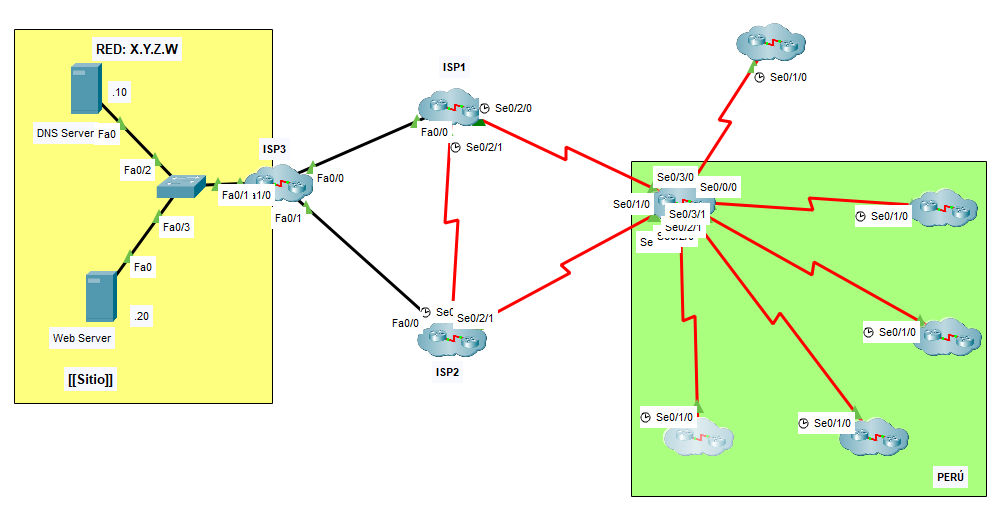 RED: X.Y.Z.W
.10
DNS Server
Fa0
Fa0/2
Fa0/1
a1/0
Fa0/3
Fa0
.20
Web Server
[[Sitio]]
ISP3
Fa0/0
Fa0/1
ISP1
Se0/2/0
Fa0/0
Se0/2/1
Se0/2/1
Fa0/0
ISP2
Se0/1/0
Se0/3/0
Se0/0/0
Se0/1/0
Se0/3/1
Se0/1/0
Se0/1/0
Se0/1/0
Se0/1/0
PERÚ